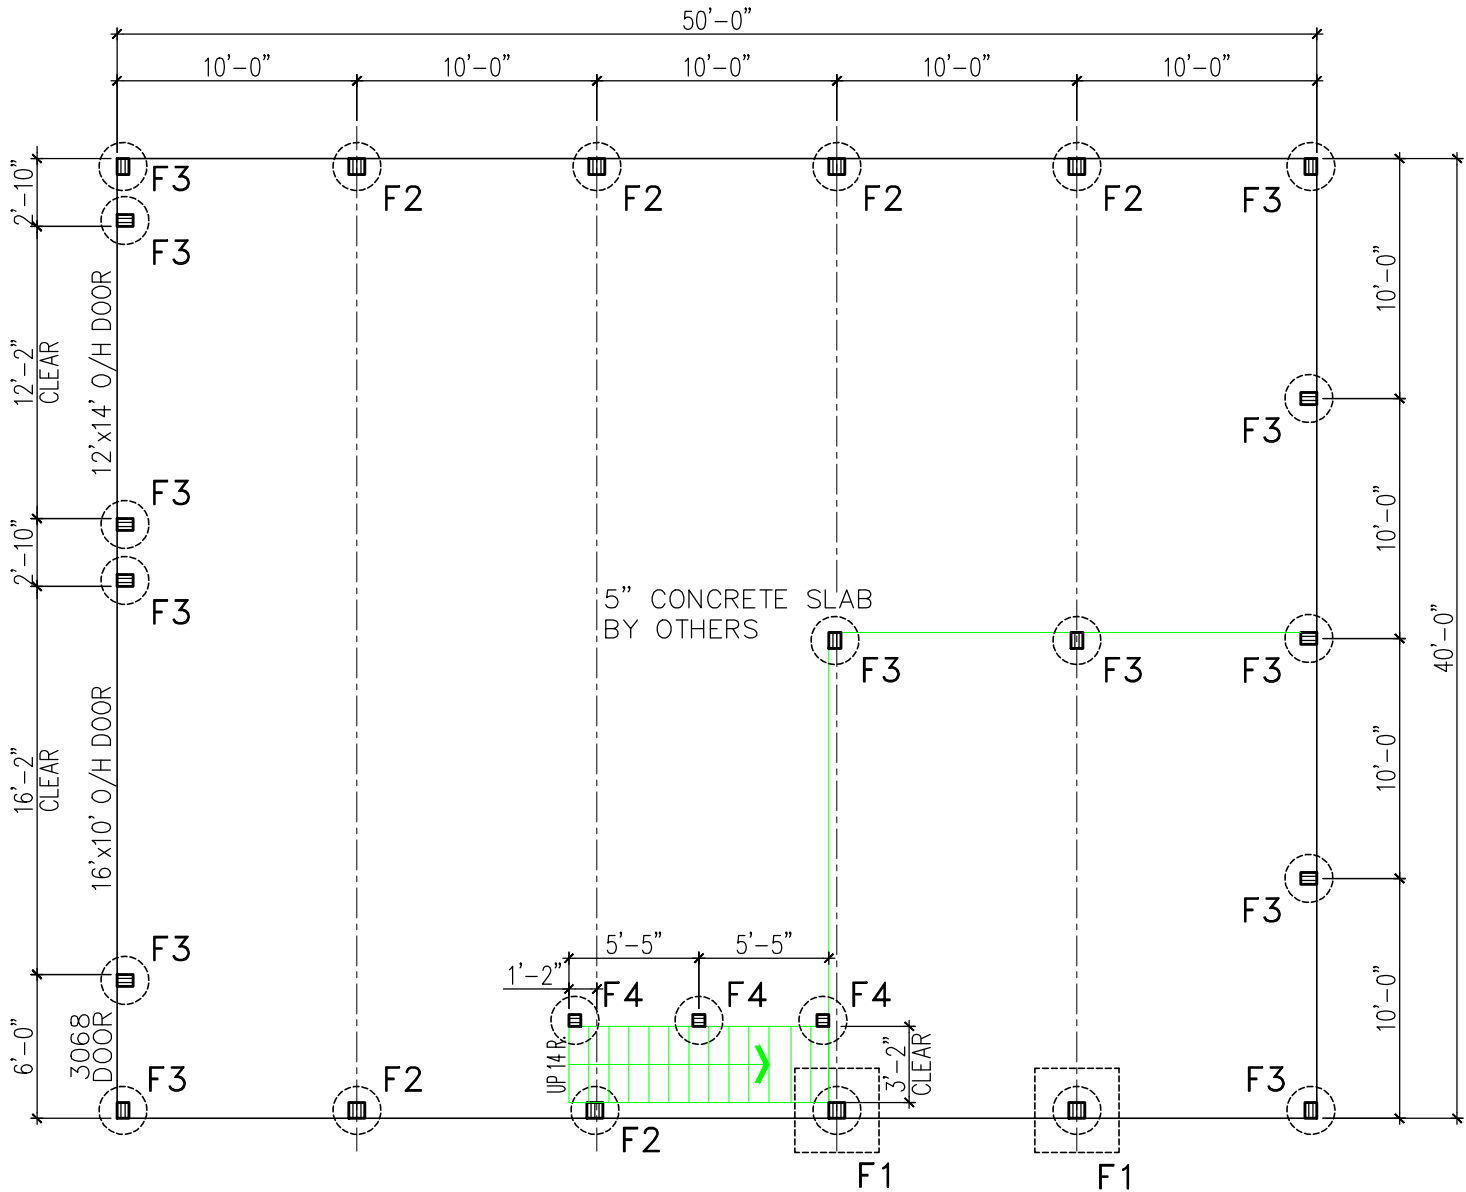 50'-0"
10'-0" 10'-0" 10'-0" 10'-0" 10'-0"
2'-10"
F3 F2 F2 F2 F2 F3
F3
12'-2"
CLEAR
12'x14' O/H DOOR
10'-0"
F3
F3
2'-10"
10'-0"
F3
5" CONCRETE SLAB
BY OTHERS
F3 F3 F3
40'-0"
16'-2"
CLEAR
16'x10' O/H DOOR
10'-0"
F3
F3
5'-5" 5'-5"
1'-2"
F4 F4 F4
10'-0"
6'-0"
3068
DOOR
UP 14 R.
3'-2"
CLEAR
F3 F2 F2 F3
F1 F1